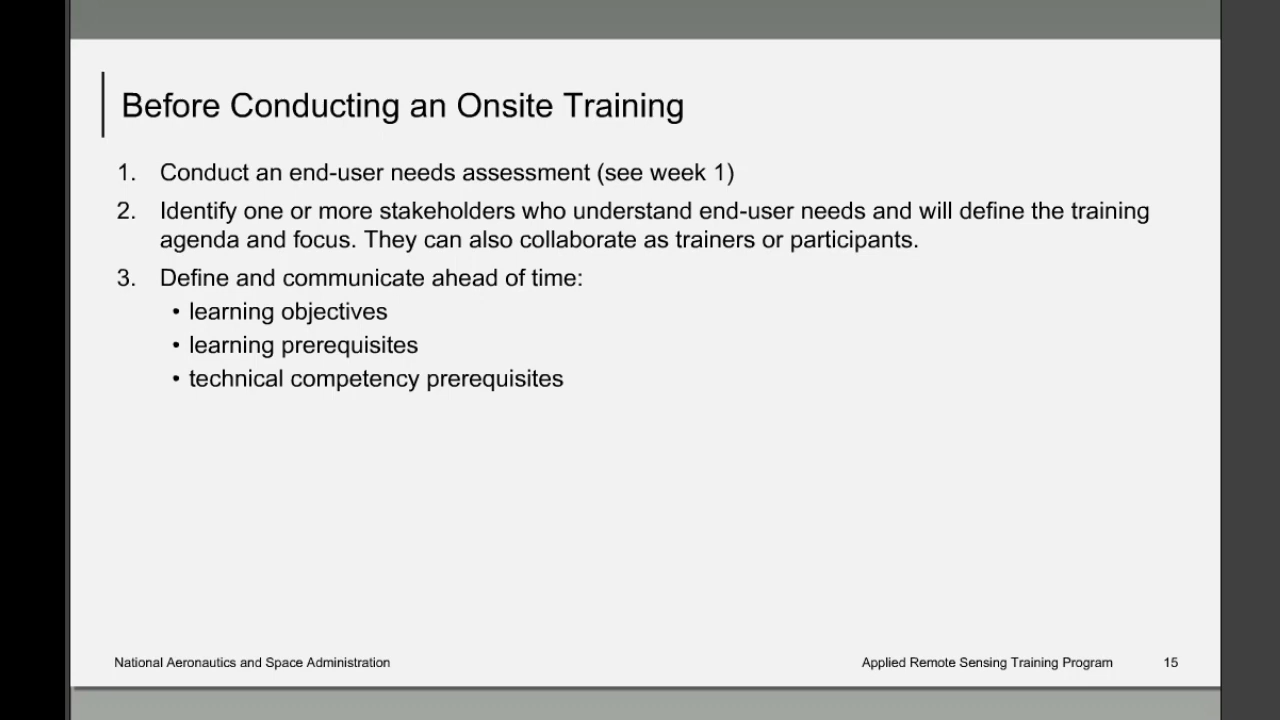 Before Conducting an Onsite Training
1. Conduct an end-user needs assessment (see week 1)
2. Identify one or more stakeholders who understand end-user needs and will define the training
agenda and focus. They can also collaborate as trainers or participants.
3. Define and communicate ahead of time:
• learning objectives
• learning prerequisites
• technical competency prerequisites
National Aeronautics and Space Administration
Applied Remote Sensing Training Program
15